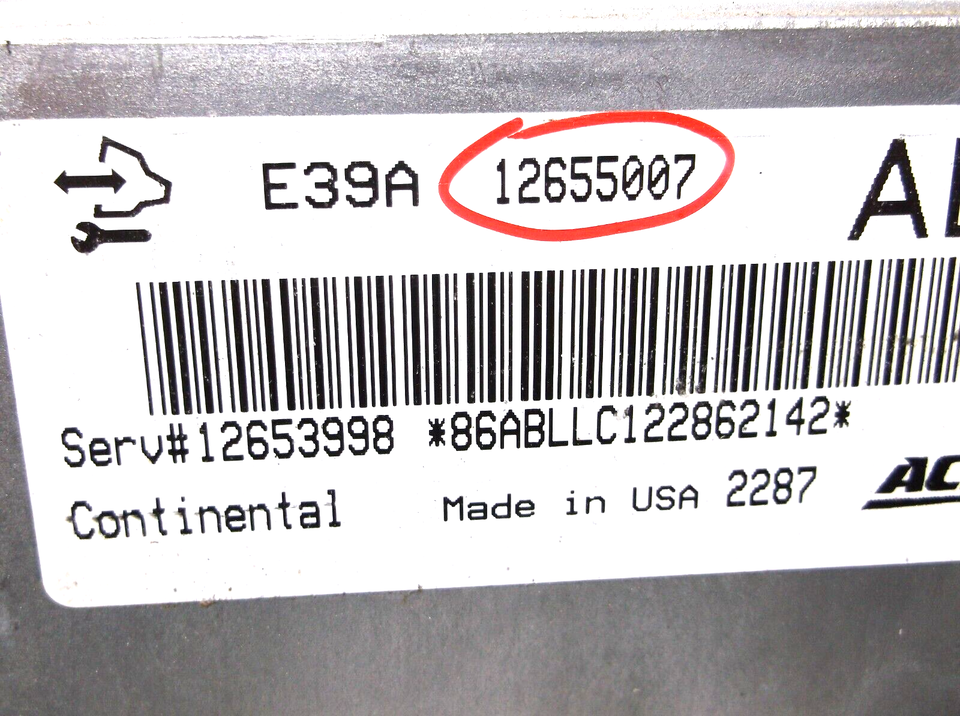 E39A 12655007
Serv#12653998 *86ABLLC122862142*
Continental Made in USA 2287